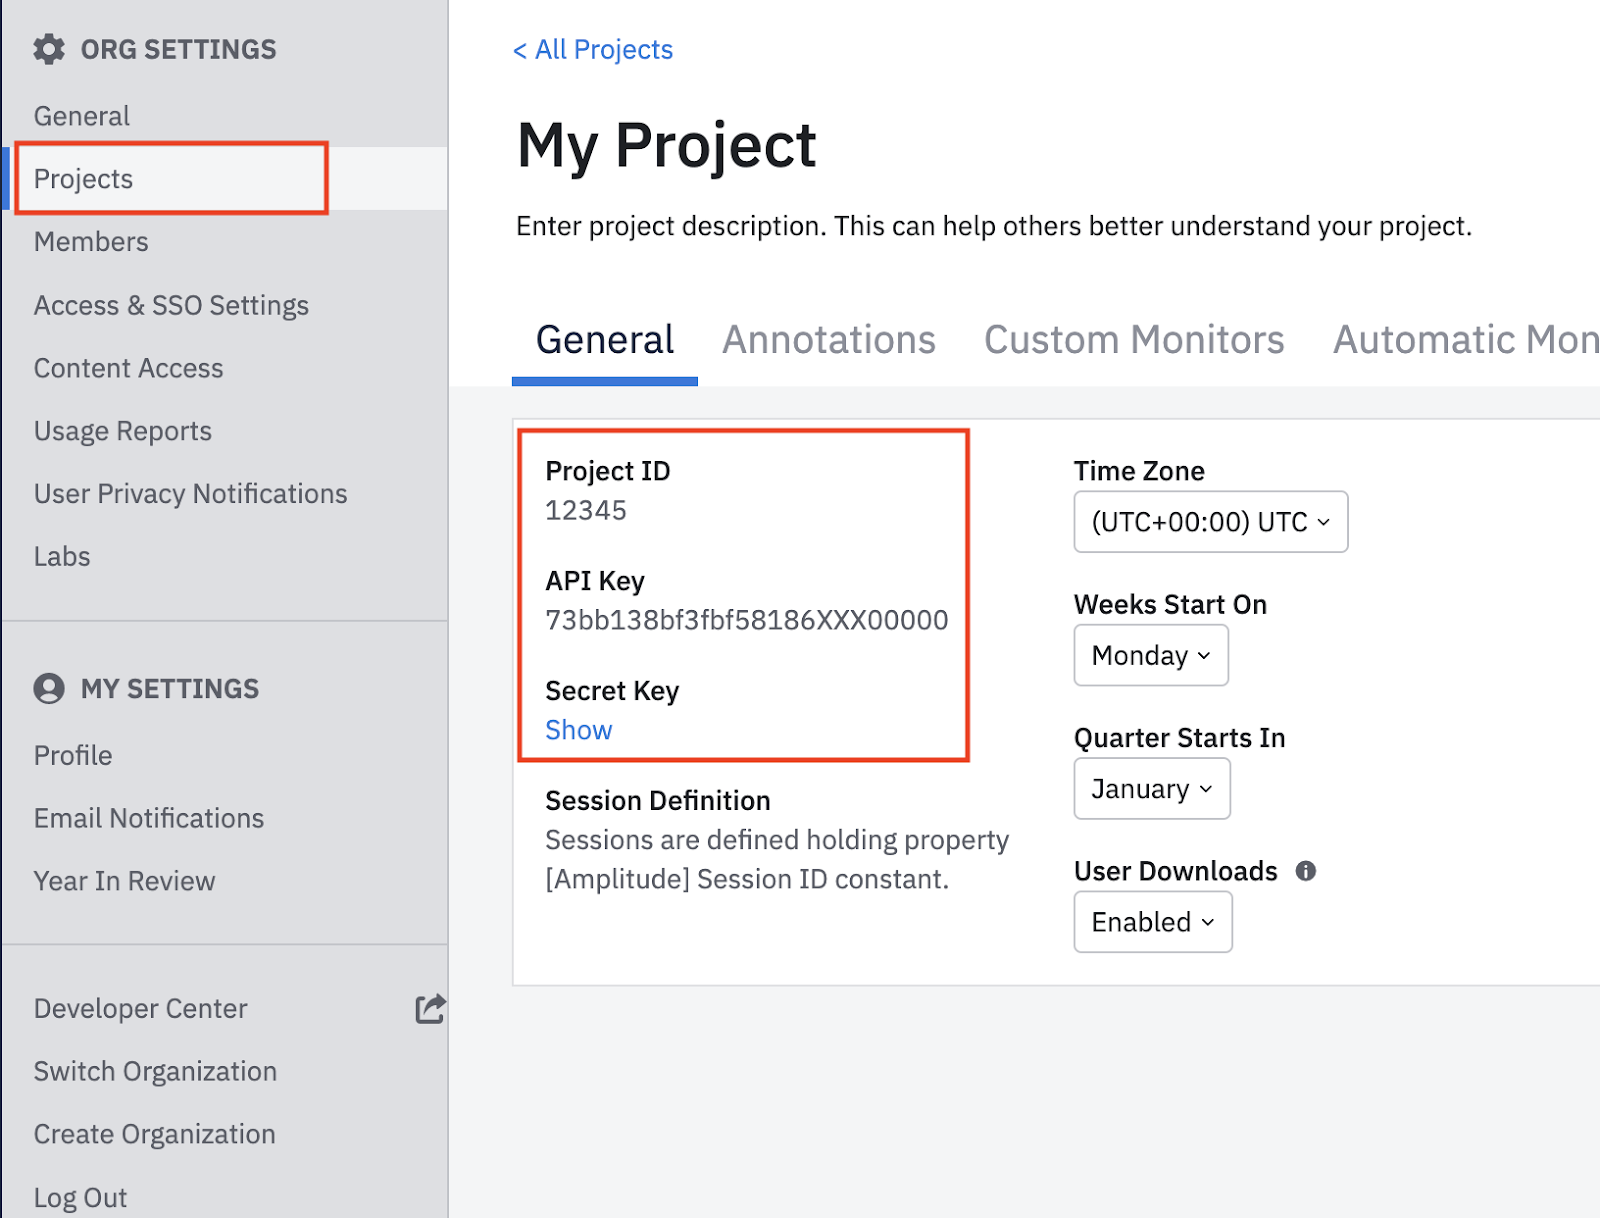 ORG SETTINGS
General
Projects
Members
Access & SSO Settings
Content Access
Usage Reports
User Privacy Notifications
Labs
MY SETTINGS
Profile
Email Notifications
Year In Review
Developer Center
Switch Organization
Create Organization
Log Out
< All Projects
My Project
Enter project description. This can help others better understand your project.
General Annotations Custom Monitors Automatic Mon
Project ID
12345
API Key
73bb138bf3fbf58186XXX00000
Secret Key
Show
Session Definition
Sessions are defined holding property
[Amplitude] Session ID constant.
Time Zone
(UTC+00:00) UTC
Weeks Start On
Monday
Quarter Starts In
January
User Downloads
Enabled